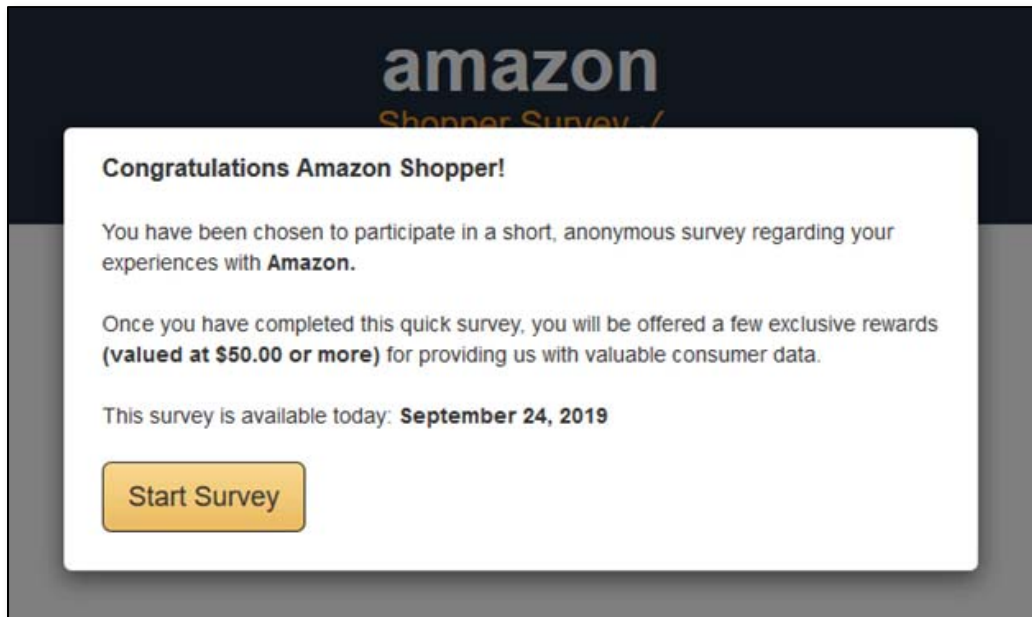 amazon
Shopper Survey ✓
Congratulations Amazon Shopper!
You have been chosen to participate in a short, anonymous survey regarding your
experiences with Amazon.
Once you have completed this quick survey, you will be offered a few exclusive rewards
(valued at $50.00 or more) for providing us with valuable consumer data.
This survey is available today: September 24, 2019
Start Survey